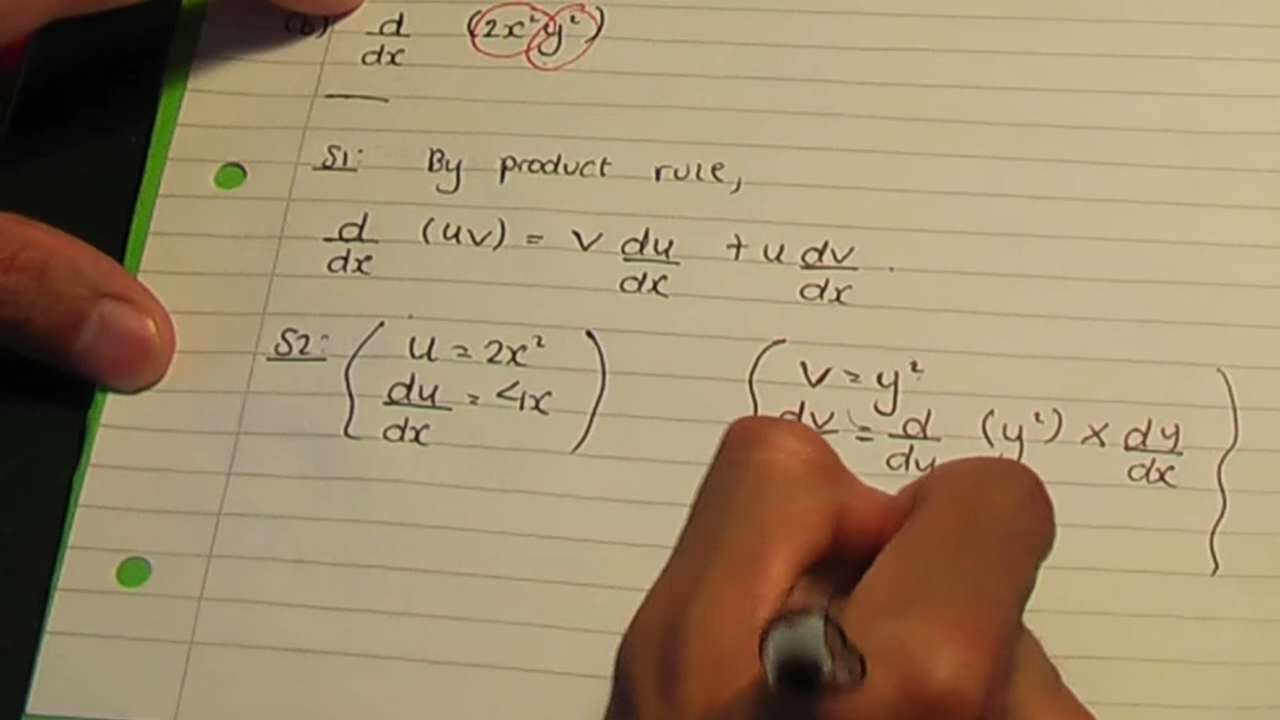 (b) d/dx (2x²y²)
S1: By product rule,
d/dx (uv) = v du/dx + u dv/dx.
S2: (u = 2x² du/dx = 4x)
(v = y² dv = d/dy (y²) × dy/dx)